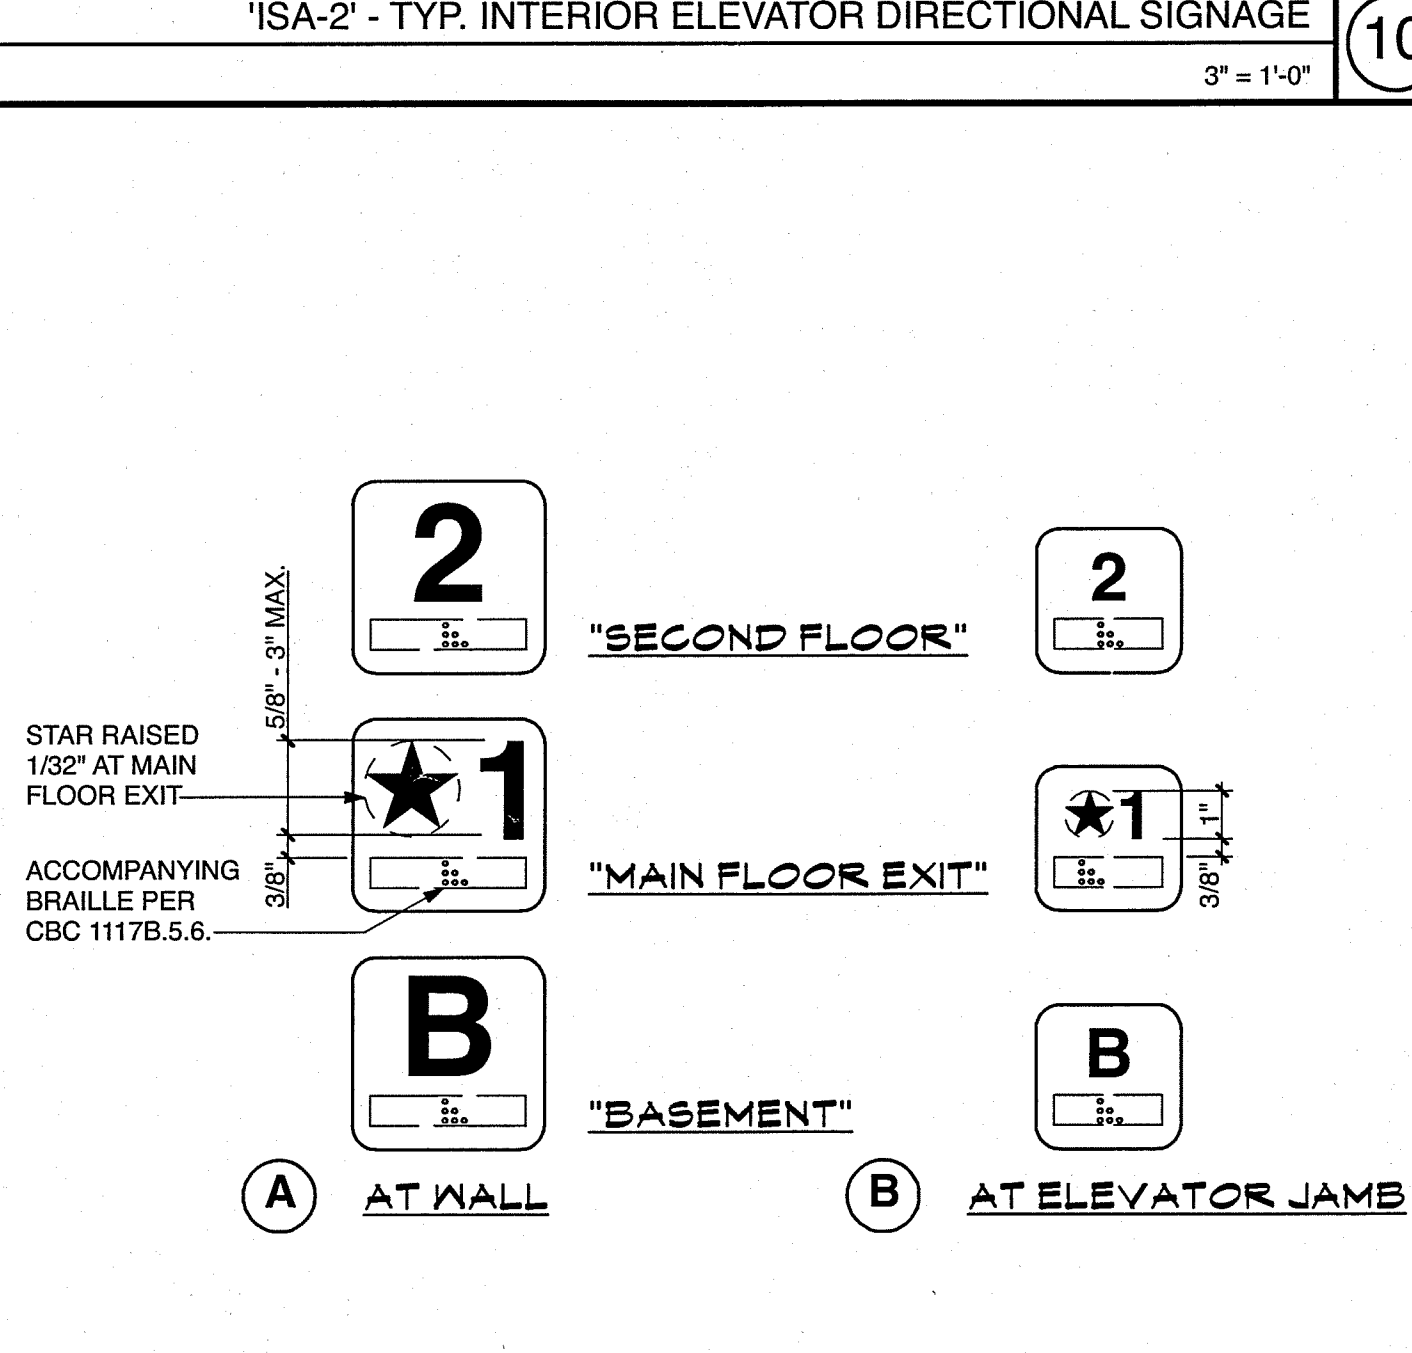 'ISA-2' - TYP. INTERIOR ELEVATOR DIRECTIONAL SIGNAGE
10
3" = 1'-0"
2
"SECOND FLOOR"
2
5/8" - 3" MAX.
STAR RAISED
1/32" AT MAIN
FLOOR EXIT
1
1
1"
ACCOMPANYING
BRAILLE PER
CBC 1117B.5.6.
3/8"
"MAIN FLOOR EXIT"
3/8"
B
"BASEMENT"
B
A AT WALL
B AT ELEVATOR JAMB